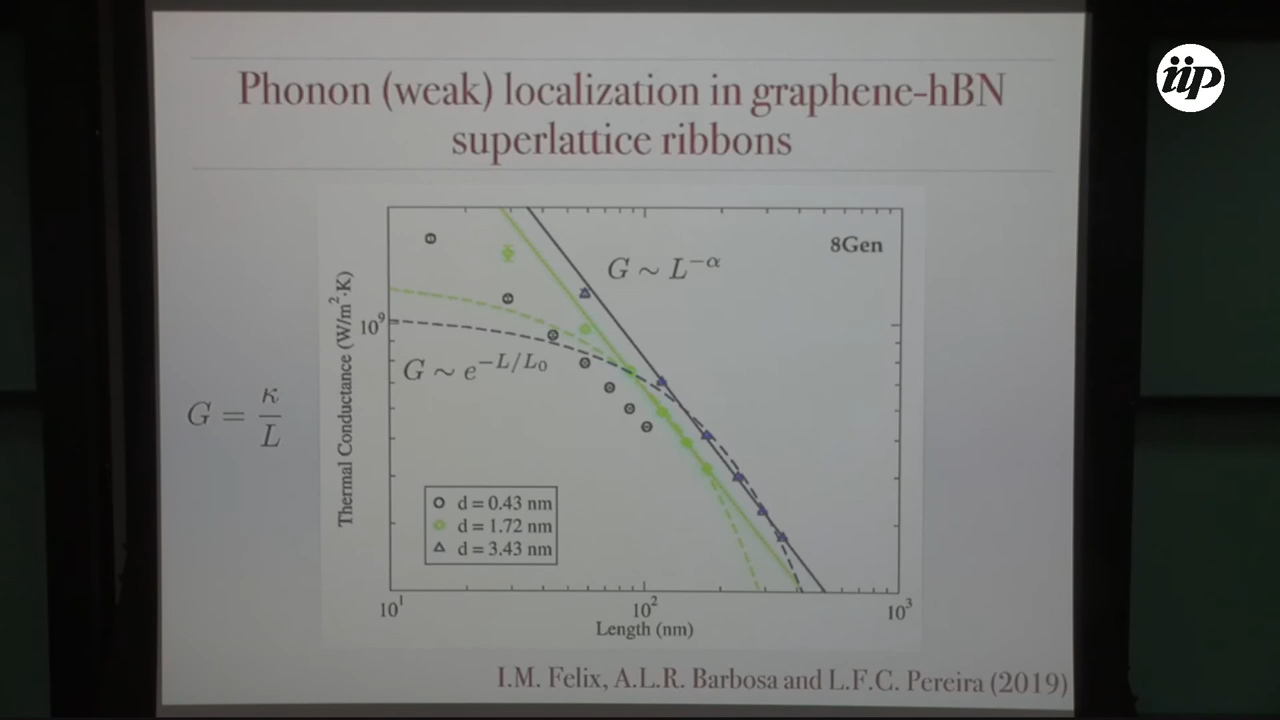 iip
Phonon (weak) localization in graphene-hBN
superlattice ribbons
8Gen
G ∼ L^{−α}
Thermal Conductance (W/m²·K)
10⁹
G ∼ e^{−L/L₀}
G = κ/L
d = 0.43 nm
d = 1.72 nm
d = 3.43 nm
10¹ 10² 10³
Length (nm)
I.M. Felix, A.L.R. Barbosa and L.F.C. Pereira (2019)